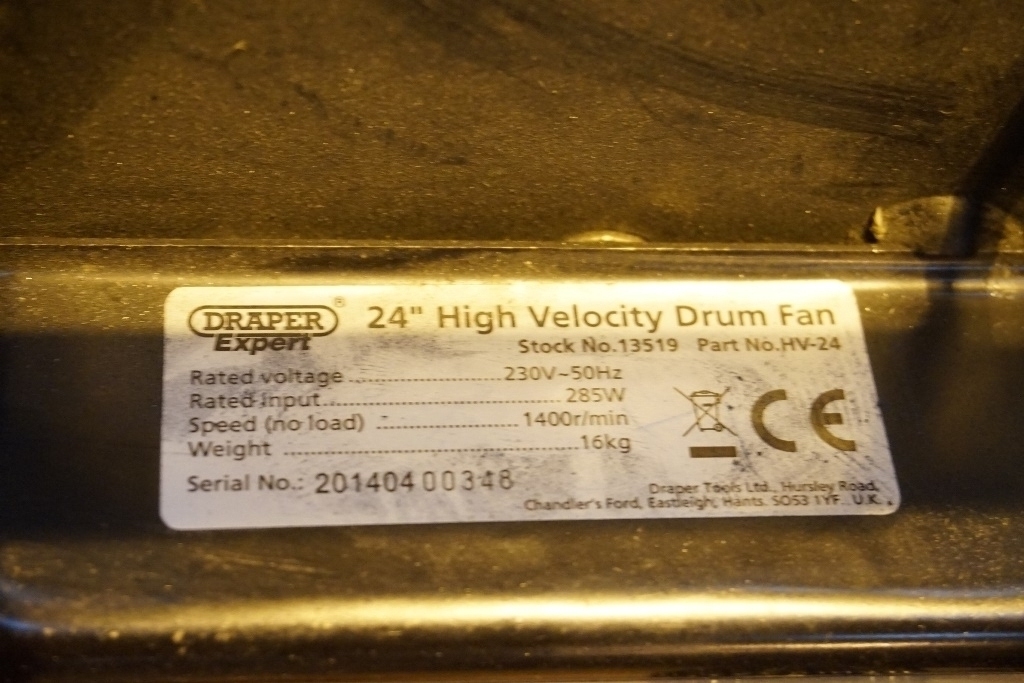 DRAPER ®
Expert
24" High Velocity Drum Fan
Stock No.13519 Part No.HV-24
Rated voltage ........................230V~50Hz
Rated input.......................................285W
Speed (no load) ........................1400r/min
Weight ..................................................16kg
CE
Serial No.: 20140400348
Draper Tools Ltd., Hursley Road,
Chandler's Ford, Eastleigh, Hants. SO53 1YF. U.K.